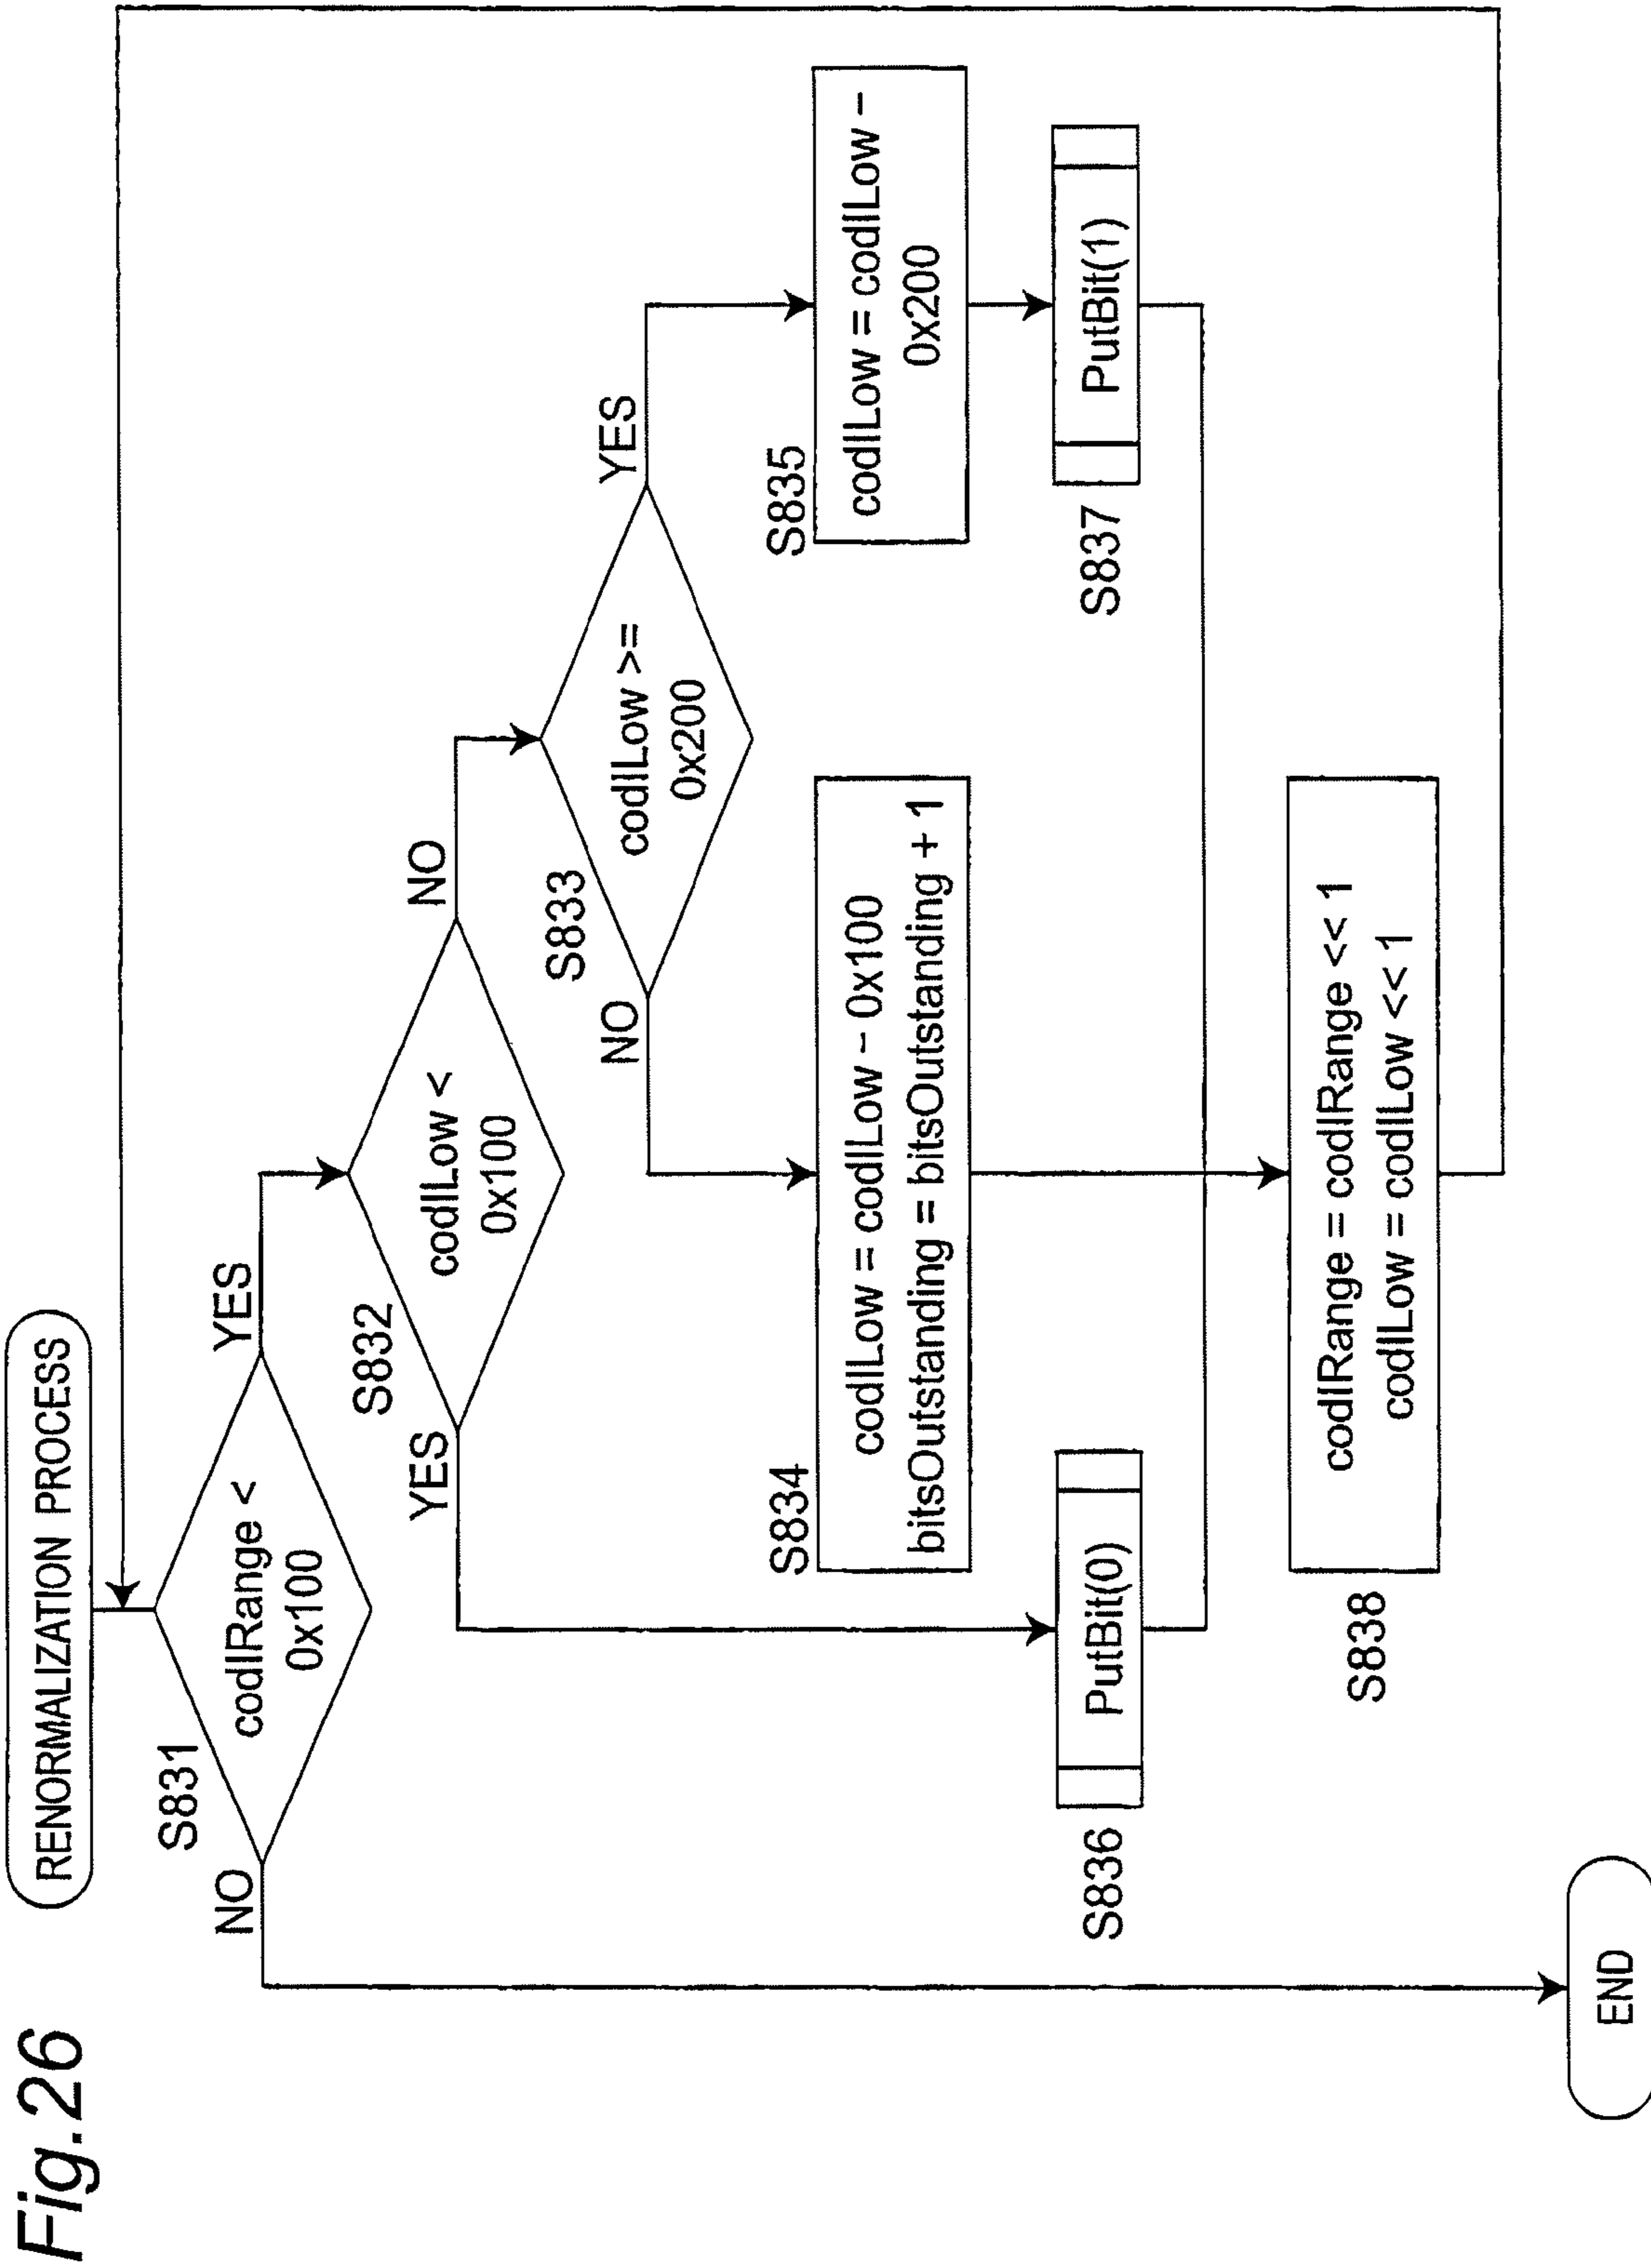 Fig.26
RENORMALIZATION PROCESS
S831
codIRange <
0x100
NO
YES
S832
codILow <
0x100
YES
NO
S833
codILow >=
0x200
NO
YES
S834
codILow = codILow – 0x100
bitsOutstanding = bitsOutstanding + 1
S835
codILow = codILow –
0x200
S836
PutBit(0)
S837
PutBit(1)
S838
codIRange = codIRange << 1
codILow = codILow << 1
END